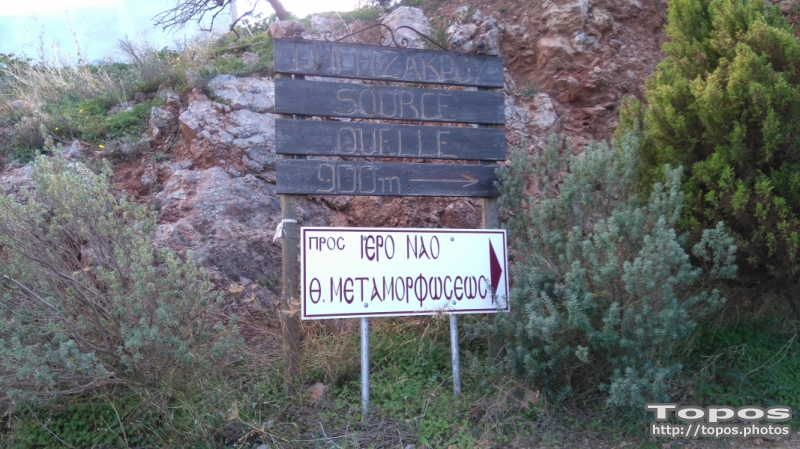 ΠΗΓΗ ΖΑΚΡΟΥ
SOURCE
QUELLE
900m →
ΠΡΟΣ ΙΕΡΟ ΝΑΟ
Θ. ΜΕΤΑΜΟΡΦΩΣΕΩΣ
Topos
http://topos.photos